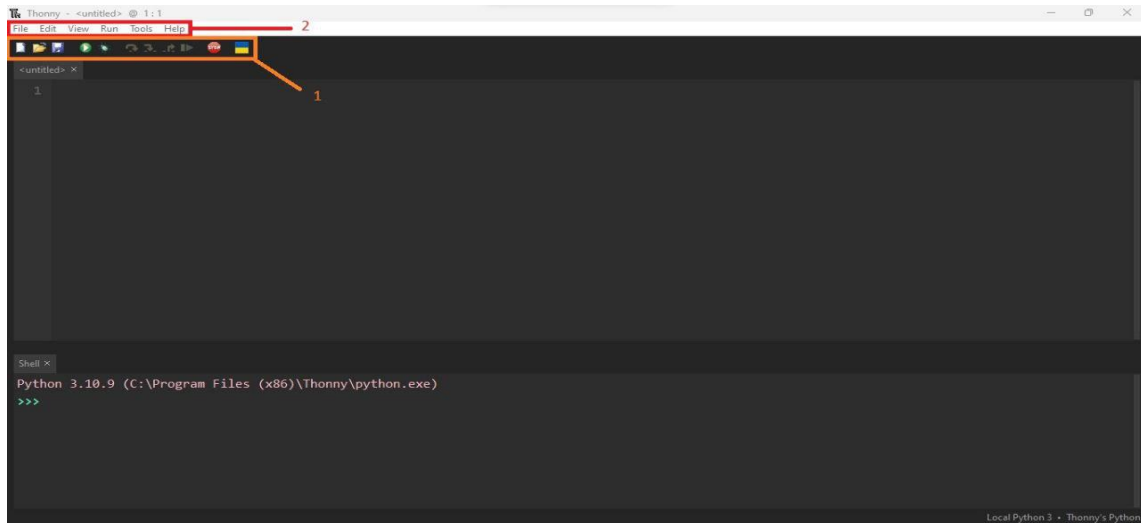 Thonny - <untitled> @ 1:1
File Edit View Run Tools Help
2
STOP
<untitled> ×
1
1
Shell ×
Python 3.10.9 (C:\Program Files (x86)\Thonny\python.exe)
>>>
Local Python 3 • Thonny's Python